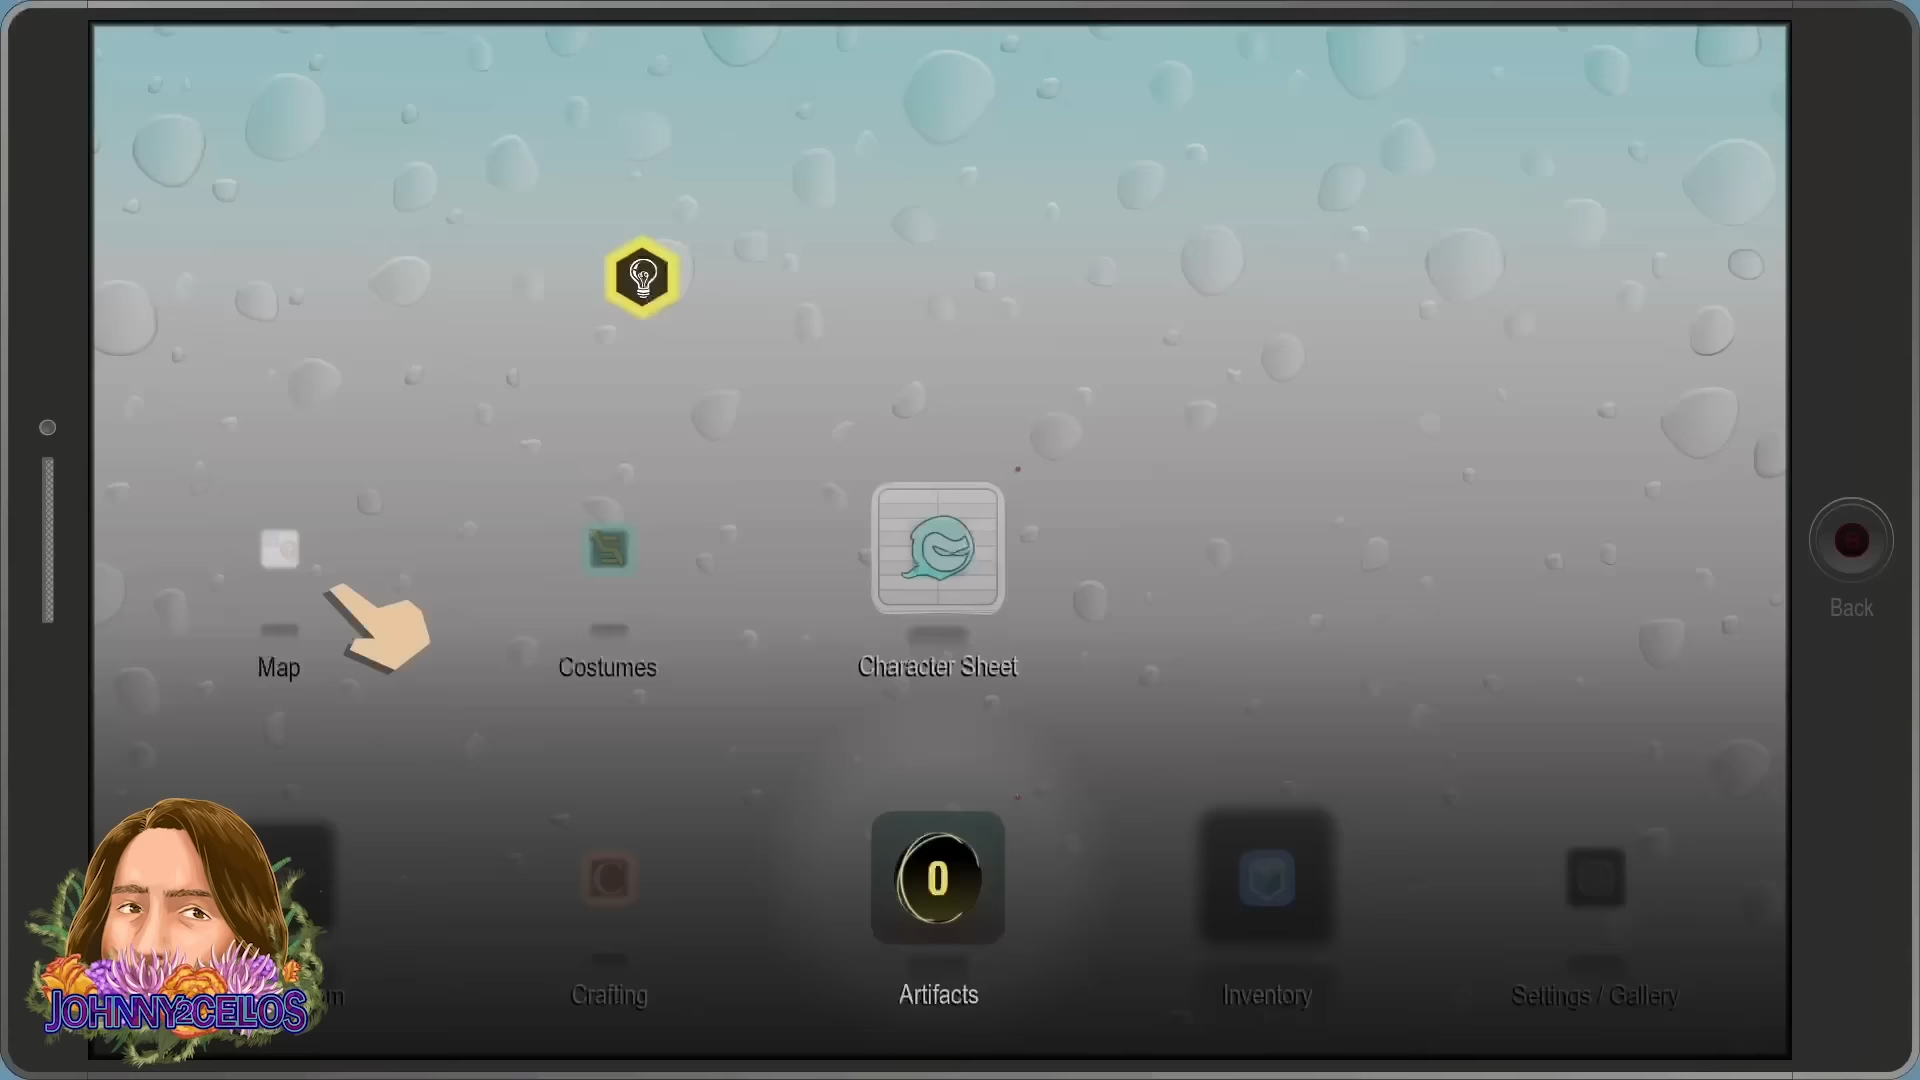 Back
Map
Costumes
Character Sheet
0
Crafting
Artifacts
Inventory
Settings / Gallery
JOHNNY2CELLOS